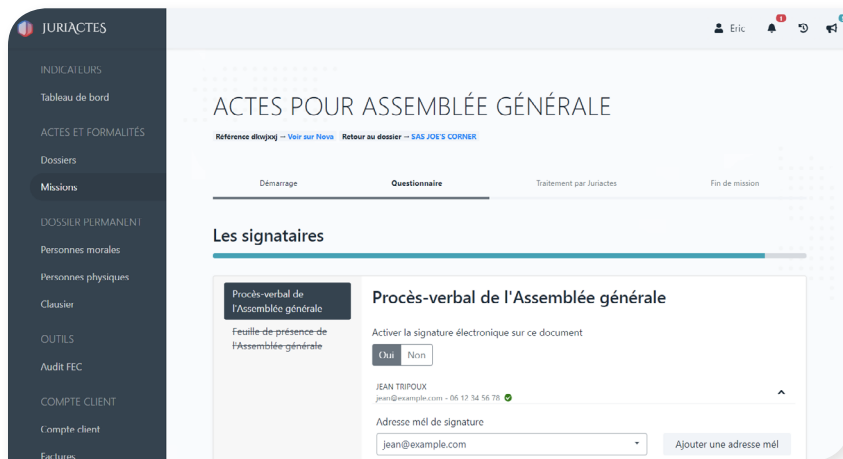 JURIACTES
Eric
1
INDICATEURS
Tableau de bord
ACTES ET FORMALITÉS
Dossiers
Missions
DOSSIER PERMANENT
Personnes morales
Personnes physiques
Clausier
OUTILS
Audit FEC
COMPTE CLIENT
Compte client
Factures
ACTES POUR ASSEMBLÉE GÉNÉRALE
Référence dkwjxxj → Voir sur Nova Retour au dossier → SAS JOE'S CORNER
Démarrage Questionnaire Traitement par Juriactes Fin de mission
Les signataires
Procès-verbal de
l'Assemblée générale
Feuille de présence de
l'Assemblée générale
Procès-verbal de l'Assemblée générale
Activer la signature électronique sur ce document
Oui Non
JEAN TRIPOUX
jean@example.com - 06 12 34 56 78
Adresse mél de signature
jean@example.com Ajouter une adresse mél